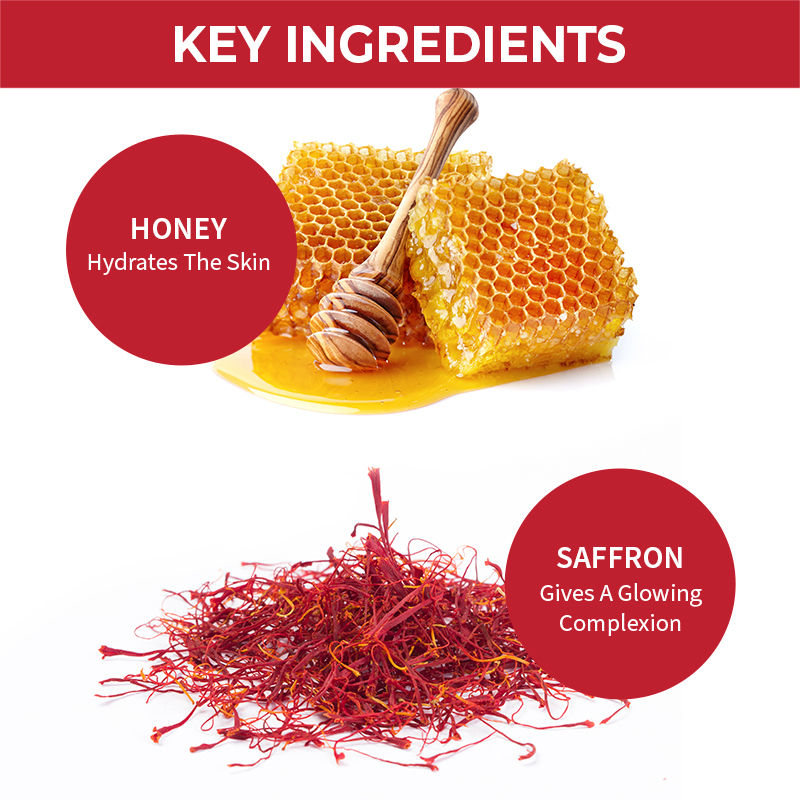 KEY INGREDIENTS
HONEY
Hydrates The Skin
SAFFRON
Gives A Glowing
Complexion